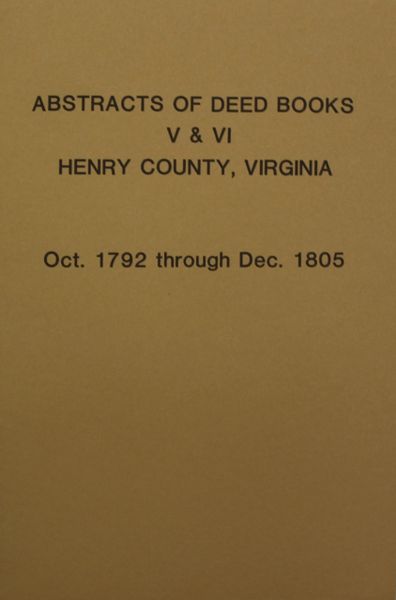 ABSTRACTS OF DEED BOOKS
V & VI
HENRY COUNTY, VIRGINIA
Oct. 1792 through Dec. 1805